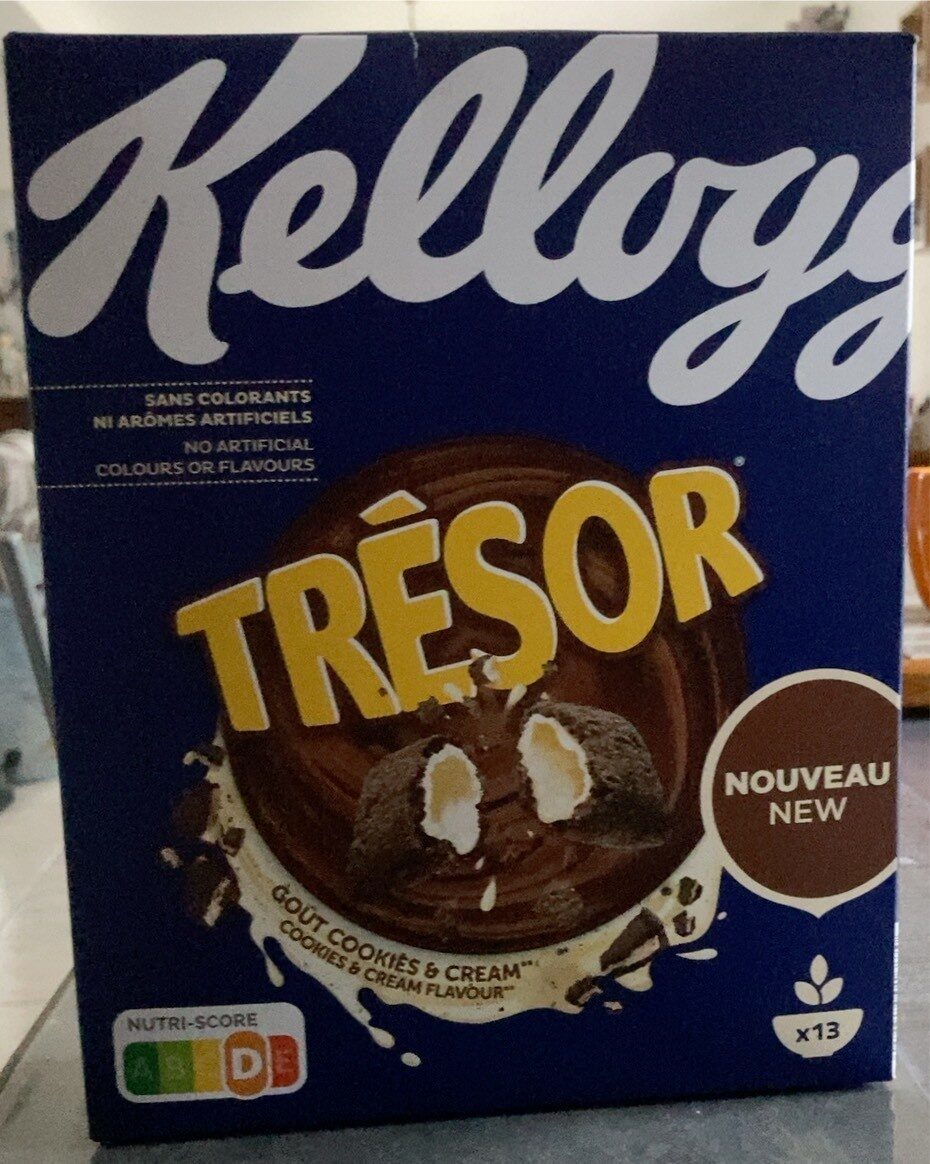 Kellogg
SANS COLORANTS
NI ARÔMES ARTIFICIELS
NO ARTIFICIAL
COLOURS OR FLAVOURS
TRÉSOR
NOUVEAU
NEW
GOÛT COOKIES & CREAM**
COOKIES & CREAM FLAVOUR**
NUTRI-SCORE
A B C D E
x13